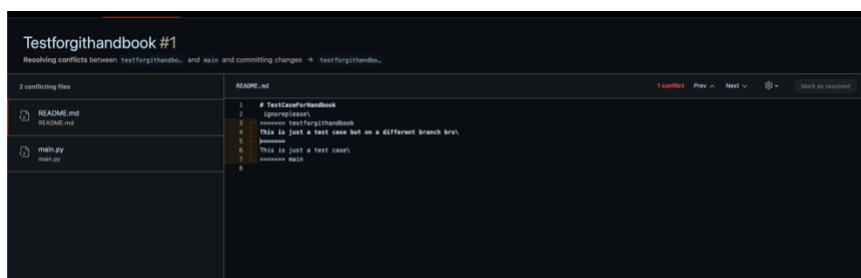 Testforgithandbook #1
Resolving conflicts between testforgithandbo… and main and committing changes → testforgithandbo…
2 conflicting files
README.md
README.md
main.py
main.py
README.md 1 conflict Prev Next Mark as resolved
1 # TestCaseForHandbook
2 ignoreplease\
3 <<<<<<< testforgithandbook
4 This is just a test case but on a different branch bro\
5 =======
6 This is just a test case\
7 >>>>>>> main
8